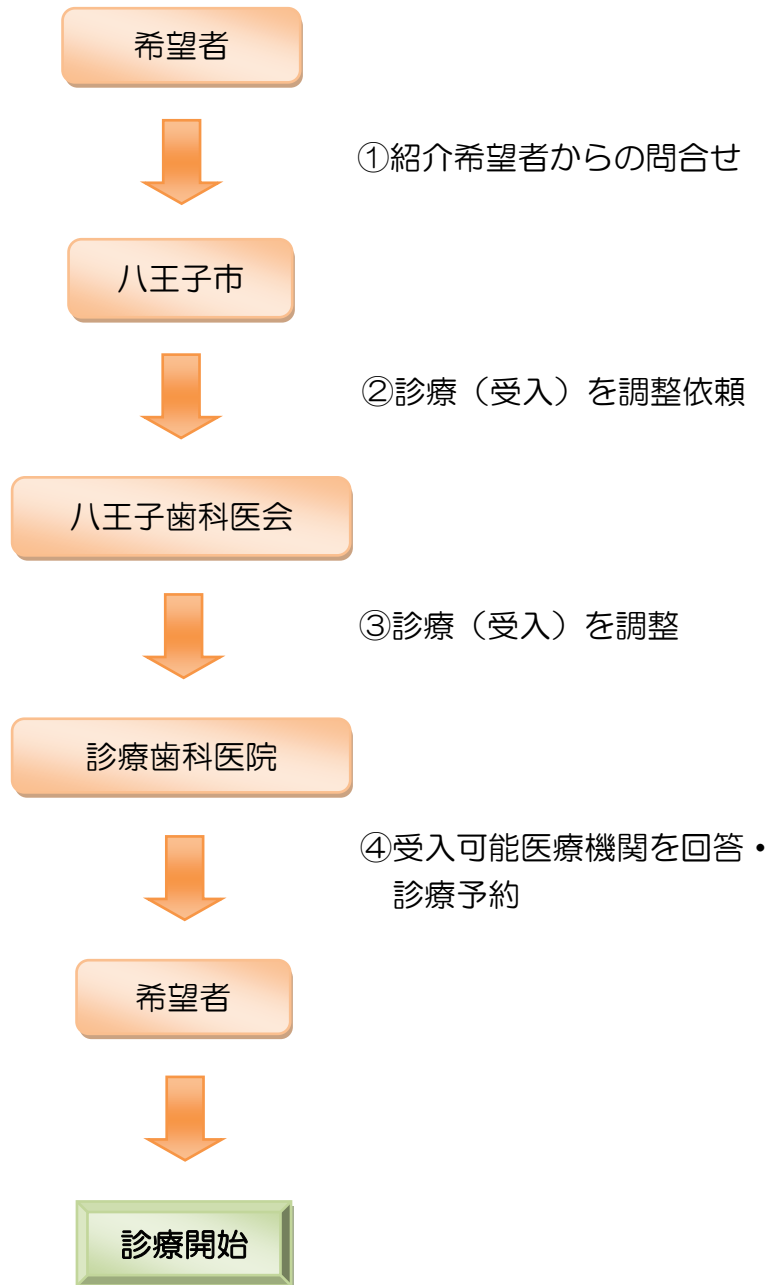 希望者
①紹介希望者からの問合せ
八王子市
②診療（受入）を調整依頼
八王子歯科医会
③診療（受入）を調整
診療歯科医院
④受入可能医療機関を回答・
診療予約
希望者
診療開始